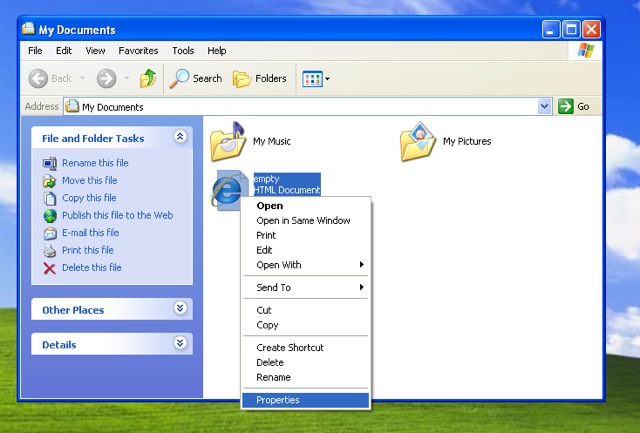 My Documents
File Edit View Favorites Tools Help
Back Search Folders
Address My Documents Go
File and Folder Tasks
Rename this file
Move this file
Copy this file
Publish this file to the Web
E-mail this file
Print this file
Delete this file
Other Places
Details
My Music
My Pictures
empty
HTML Document
Open
Open in Same Window
Print
Edit
Open With
Send To
Cut
Copy
Create Shortcut
Delete
Rename
Properties